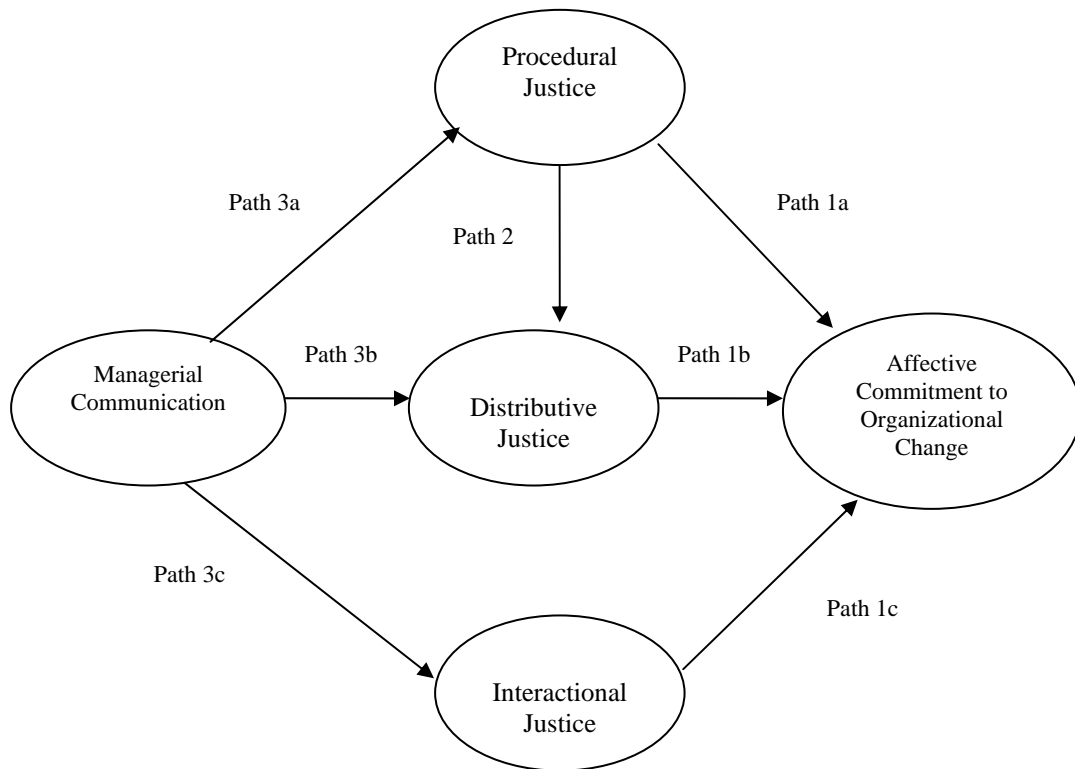 Procedural
Justice
Path 3a
Path 1a
Path 2
Managerial
Communication
Path 3b
Distributive
Justice
Path 1b
Affective
Commitment to
Organizational
Change
Path 3c
Path 1c
Interactional
Justice